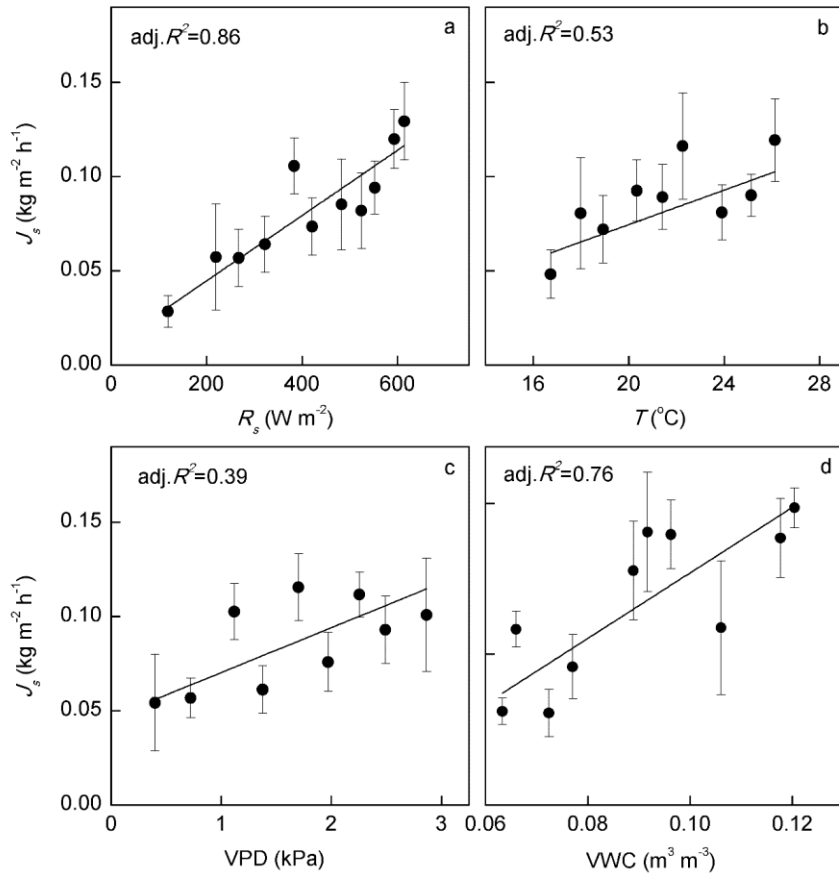 adj.R²=0.86
a
adj.R²=0.53
b
0.15
0.10
0.05
0.00
Jₛ (kg m⁻² h⁻¹)
0
200
400
600
Rₛ (W m⁻²)
16
20
24
28
T (°C)
adj.R²=0.39
c
adj.R²=0.76
d
0.15
0.10
0.05
0.00
Jₛ (kg m⁻² h⁻¹)
0
1
2
3
VPD (kPa)
0.06
0.08
0.10
0.12
VWC (m³ m⁻³)